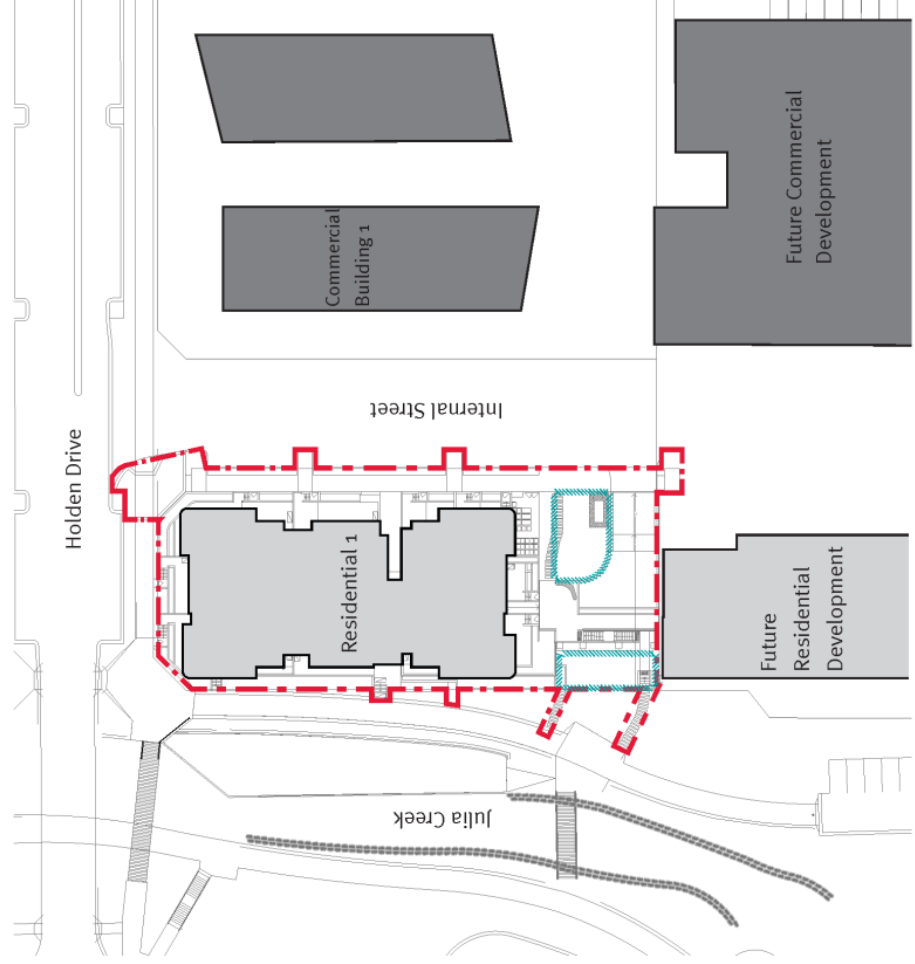 Holden Drive
Commercial
Building 1
Future Commercial
Development
Internal Street
Residential 1
Future
Residential
Development
Julia Creek